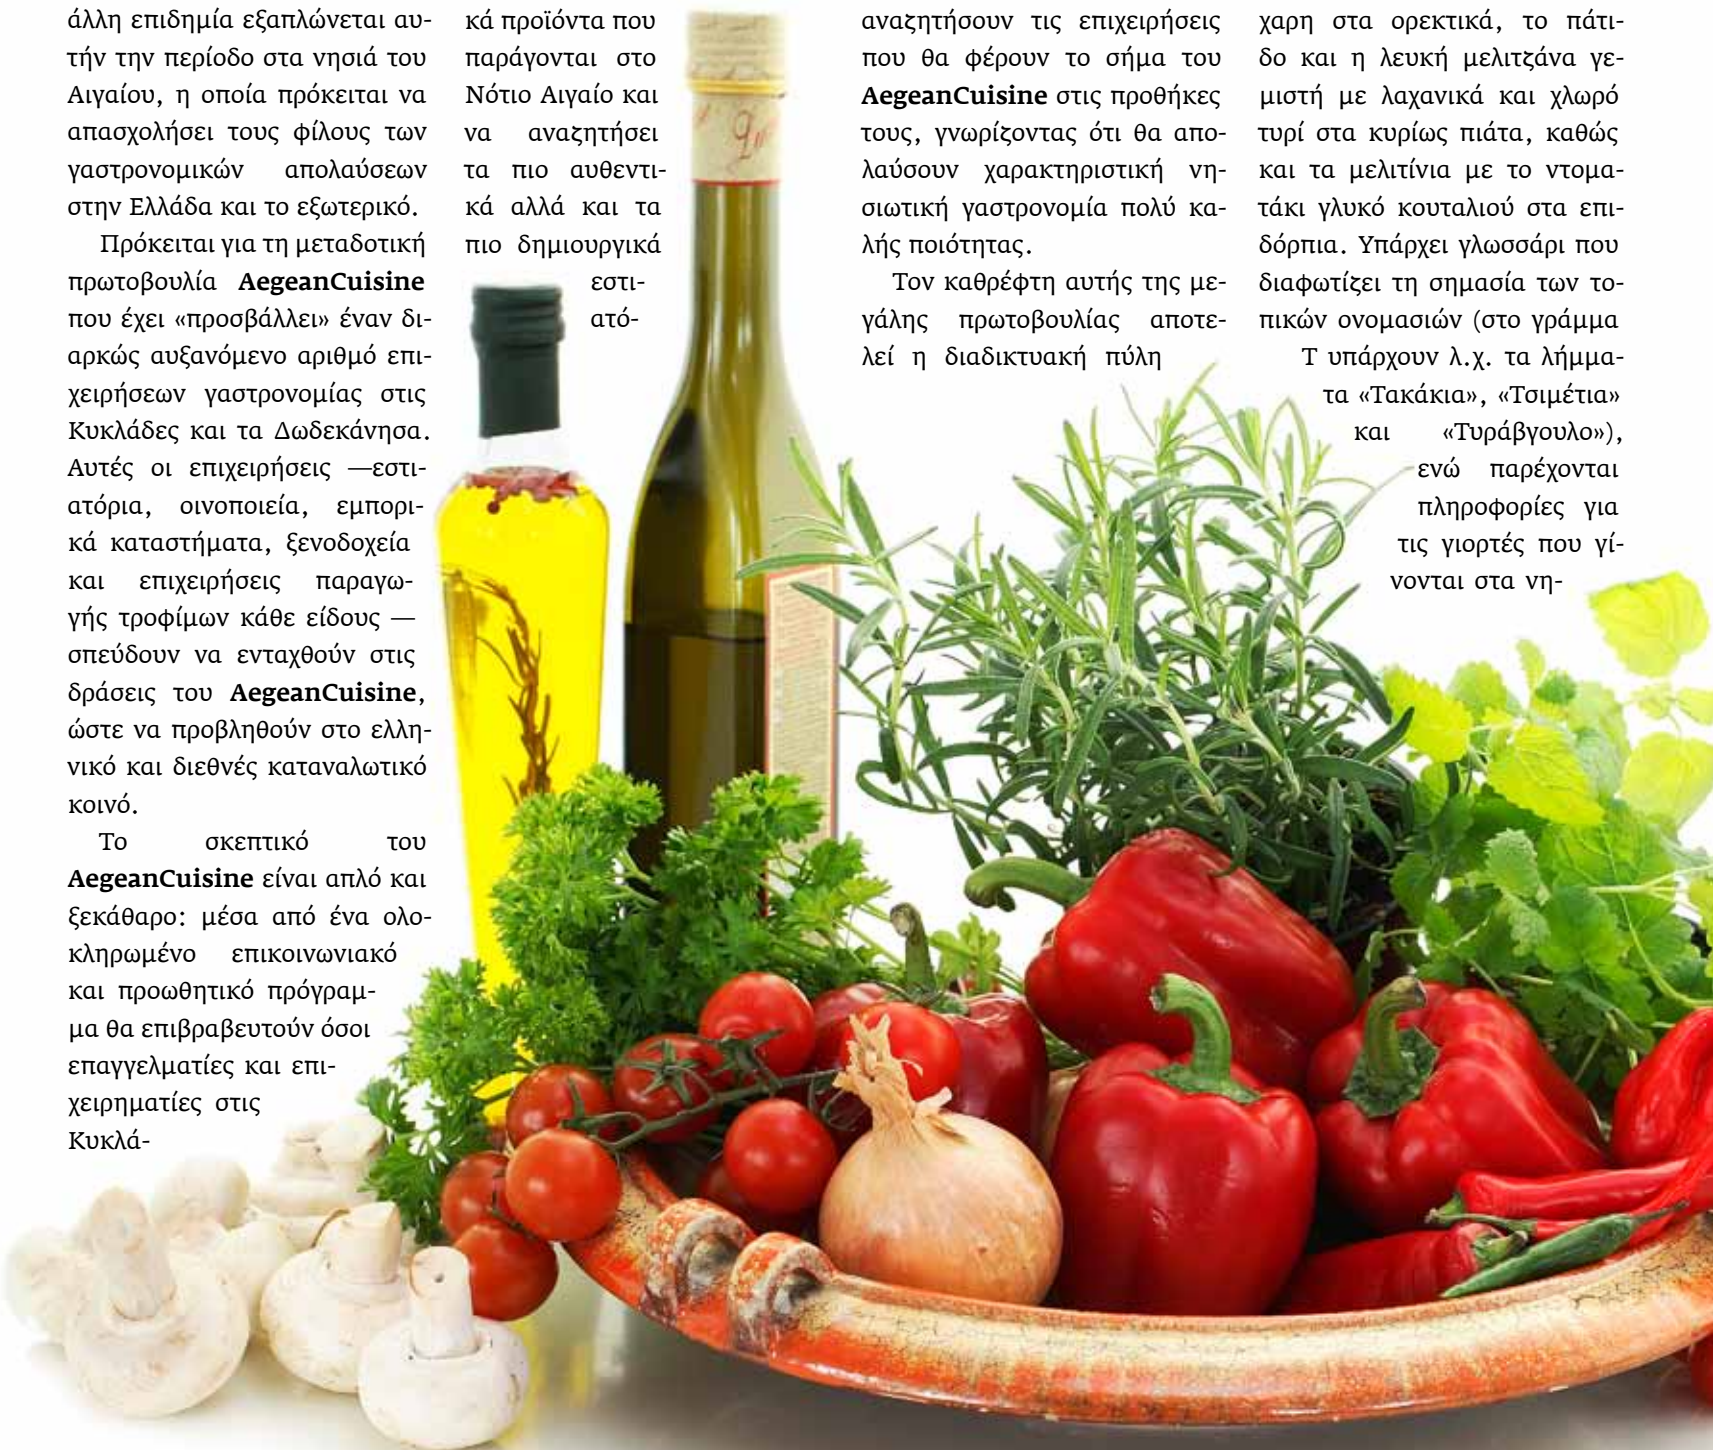 άλλη επιδημία εξαπλώνεται αυ-
τήν την περίοδο στα νησιά του
Αιγαίου, η οποία πρόκειται να
απασχολήσει τους φίλους των
γαστρονομικών απολαύσεων
στην Ελλάδα και το εξωτερικό.
Πρόκειται για τη μεταδοτική
πρωτοβουλία AegeanCuisine
που έχει «προσβάλλει» έναν δι-
αρκώς αυξανόμενο αριθμό επι-
χειρήσεων γαστρονομίας στις
Κυκλάδες και τα Δωδεκάνησα.
Αυτές οι επιχειρήσεις —εστι-
ατόρια, οινοποιεία, εμπορι-
κά καταστήματα, ξενοδοχεία
και επιχειρήσεις παραγω-
γής τροφίμων κάθε είδους —
σπεύδουν να ενταχθούν στις
δράσεις του AegeanCuisine,
ώστε να προβληθούν στο ελλη-
νικό και διεθνές καταναλωτικό
κοινό.
Το σκεπτικό του
AegeanCuisine είναι απλό και
ξεκάθαρο: μέσα από ένα ολο-
κληρωμένο επικοινωνιακό
και προωθητικό πρόγραμ-
μα θα επιβραβευτούν όσοι
επαγγελματίες και επι-
χειρηματίες στις
Κυκλά-
κά προϊόντα που
παράγονται στο
Νότιο Αιγαίο και
να αναζητήσει
τα πιο αυθεντι-
κά αλλά και τα
πιο δημιουργικά
εστι-
ατό-
αναζητήσουν τις επιχειρήσεις
που θα φέρουν το σήμα του
AegeanCuisine στις προθήκες
τους, γνωρίζοντας ότι θα απο-
λαύσουν χαρακτηριστική νη-
σιωτική γαστρονομία πολύ κα-
λής ποιότητας.
Τον καθρέφτη αυτής της με-
γάλης πρωτοβουλίας αποτε-
λεί η διαδικτυακή πύλη
χαρη στα ορεκτικά, το πάτι-
δο και η λευκή μελιτζάνα γε-
μιστή με λαχανικά και χλωρό
τυρί στα κυρίως πιάτα, καθώς
και τα μελιτίνια με το ντομα-
τάκι γλυκό κουταλιού στα επι-
δόρπια. Υπάρχει γλωσσάρι που
διαφωτίζει τη σημασία των το-
πικών ονομασιών (στο γράμμα
Τ υπάρχουν λ.χ. τα λήμμα-
τα «Τακάκια», «Τσιμέτια»
και «Τυράβγουλο»),
ενώ παρέχονται
πληροφορίες για
τις γιορτές που γί-
νονται στα νη-